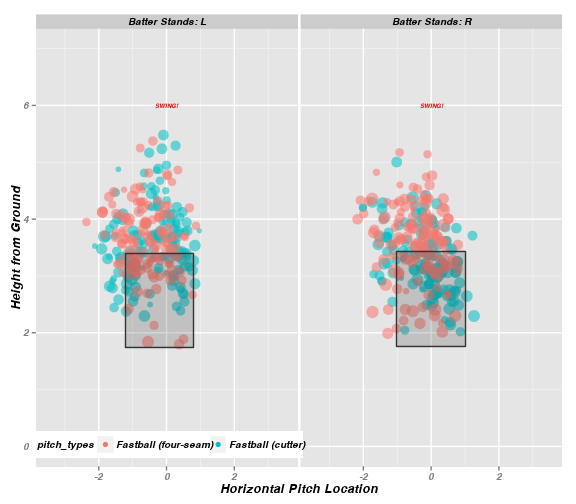 Batter Stands: L
Batter Stands: R
SWING!
SWING!
Height from Ground
6
4
2
0
pitch_types Fastball (four-seam) Fastball (cutter)
-2 0 2
-2 0 2
Horizontal Pitch Location